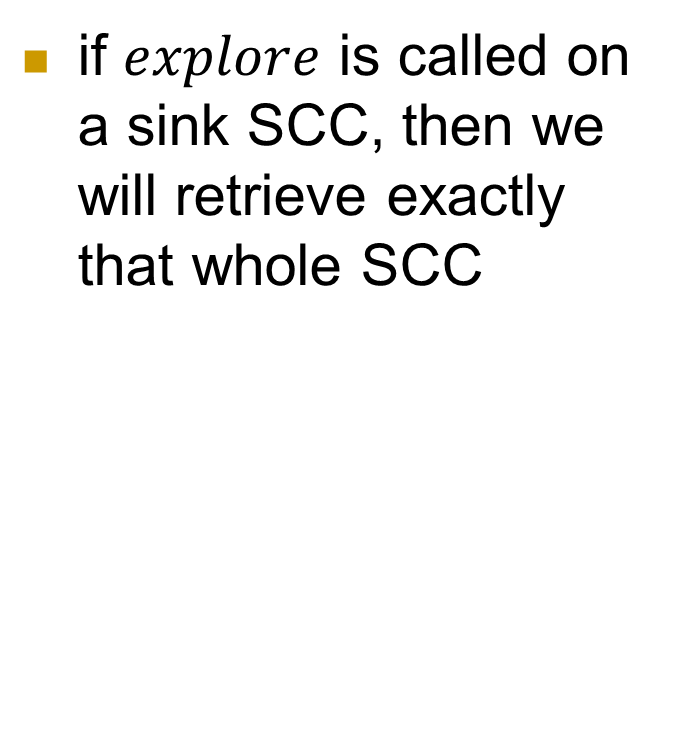 if explore is called on
a sink SCC, then we
will retrieve exactly
that whole SCC